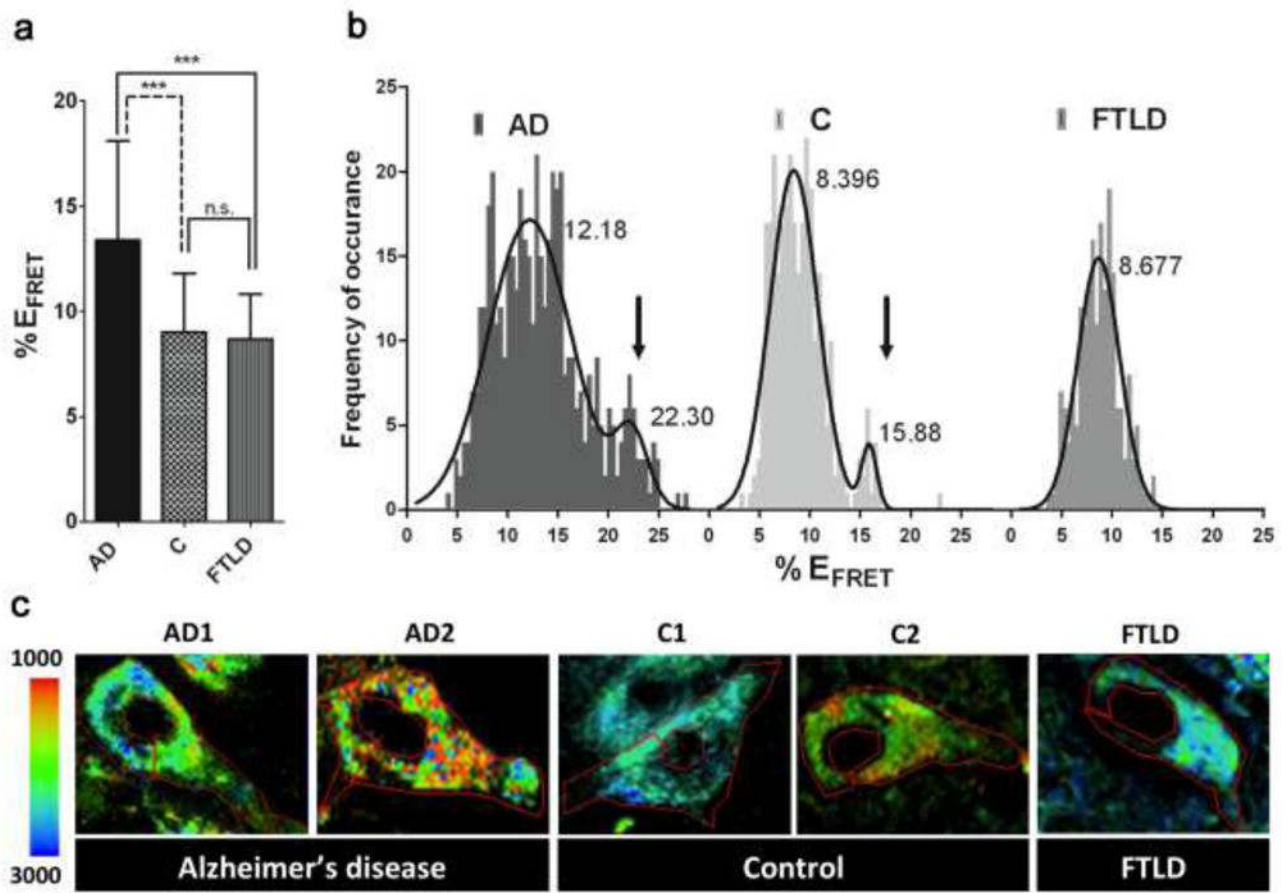 a
***
***
n.s.
20
15
10
5
0
% EFRET
AD
C
FTLD
b
25
20
15
10
5
0
Frequency of occurance
AD
12.18
22.30
C
8.396
15.88
FTLD
8.677
0 5 10 15 20 25 0 5 10 15 20 25 0 5 10 15 20 25
% EFRET
c
AD1 AD2 C1 C2 FTLD
1000
3000
Alzheimer's disease Control FTLD